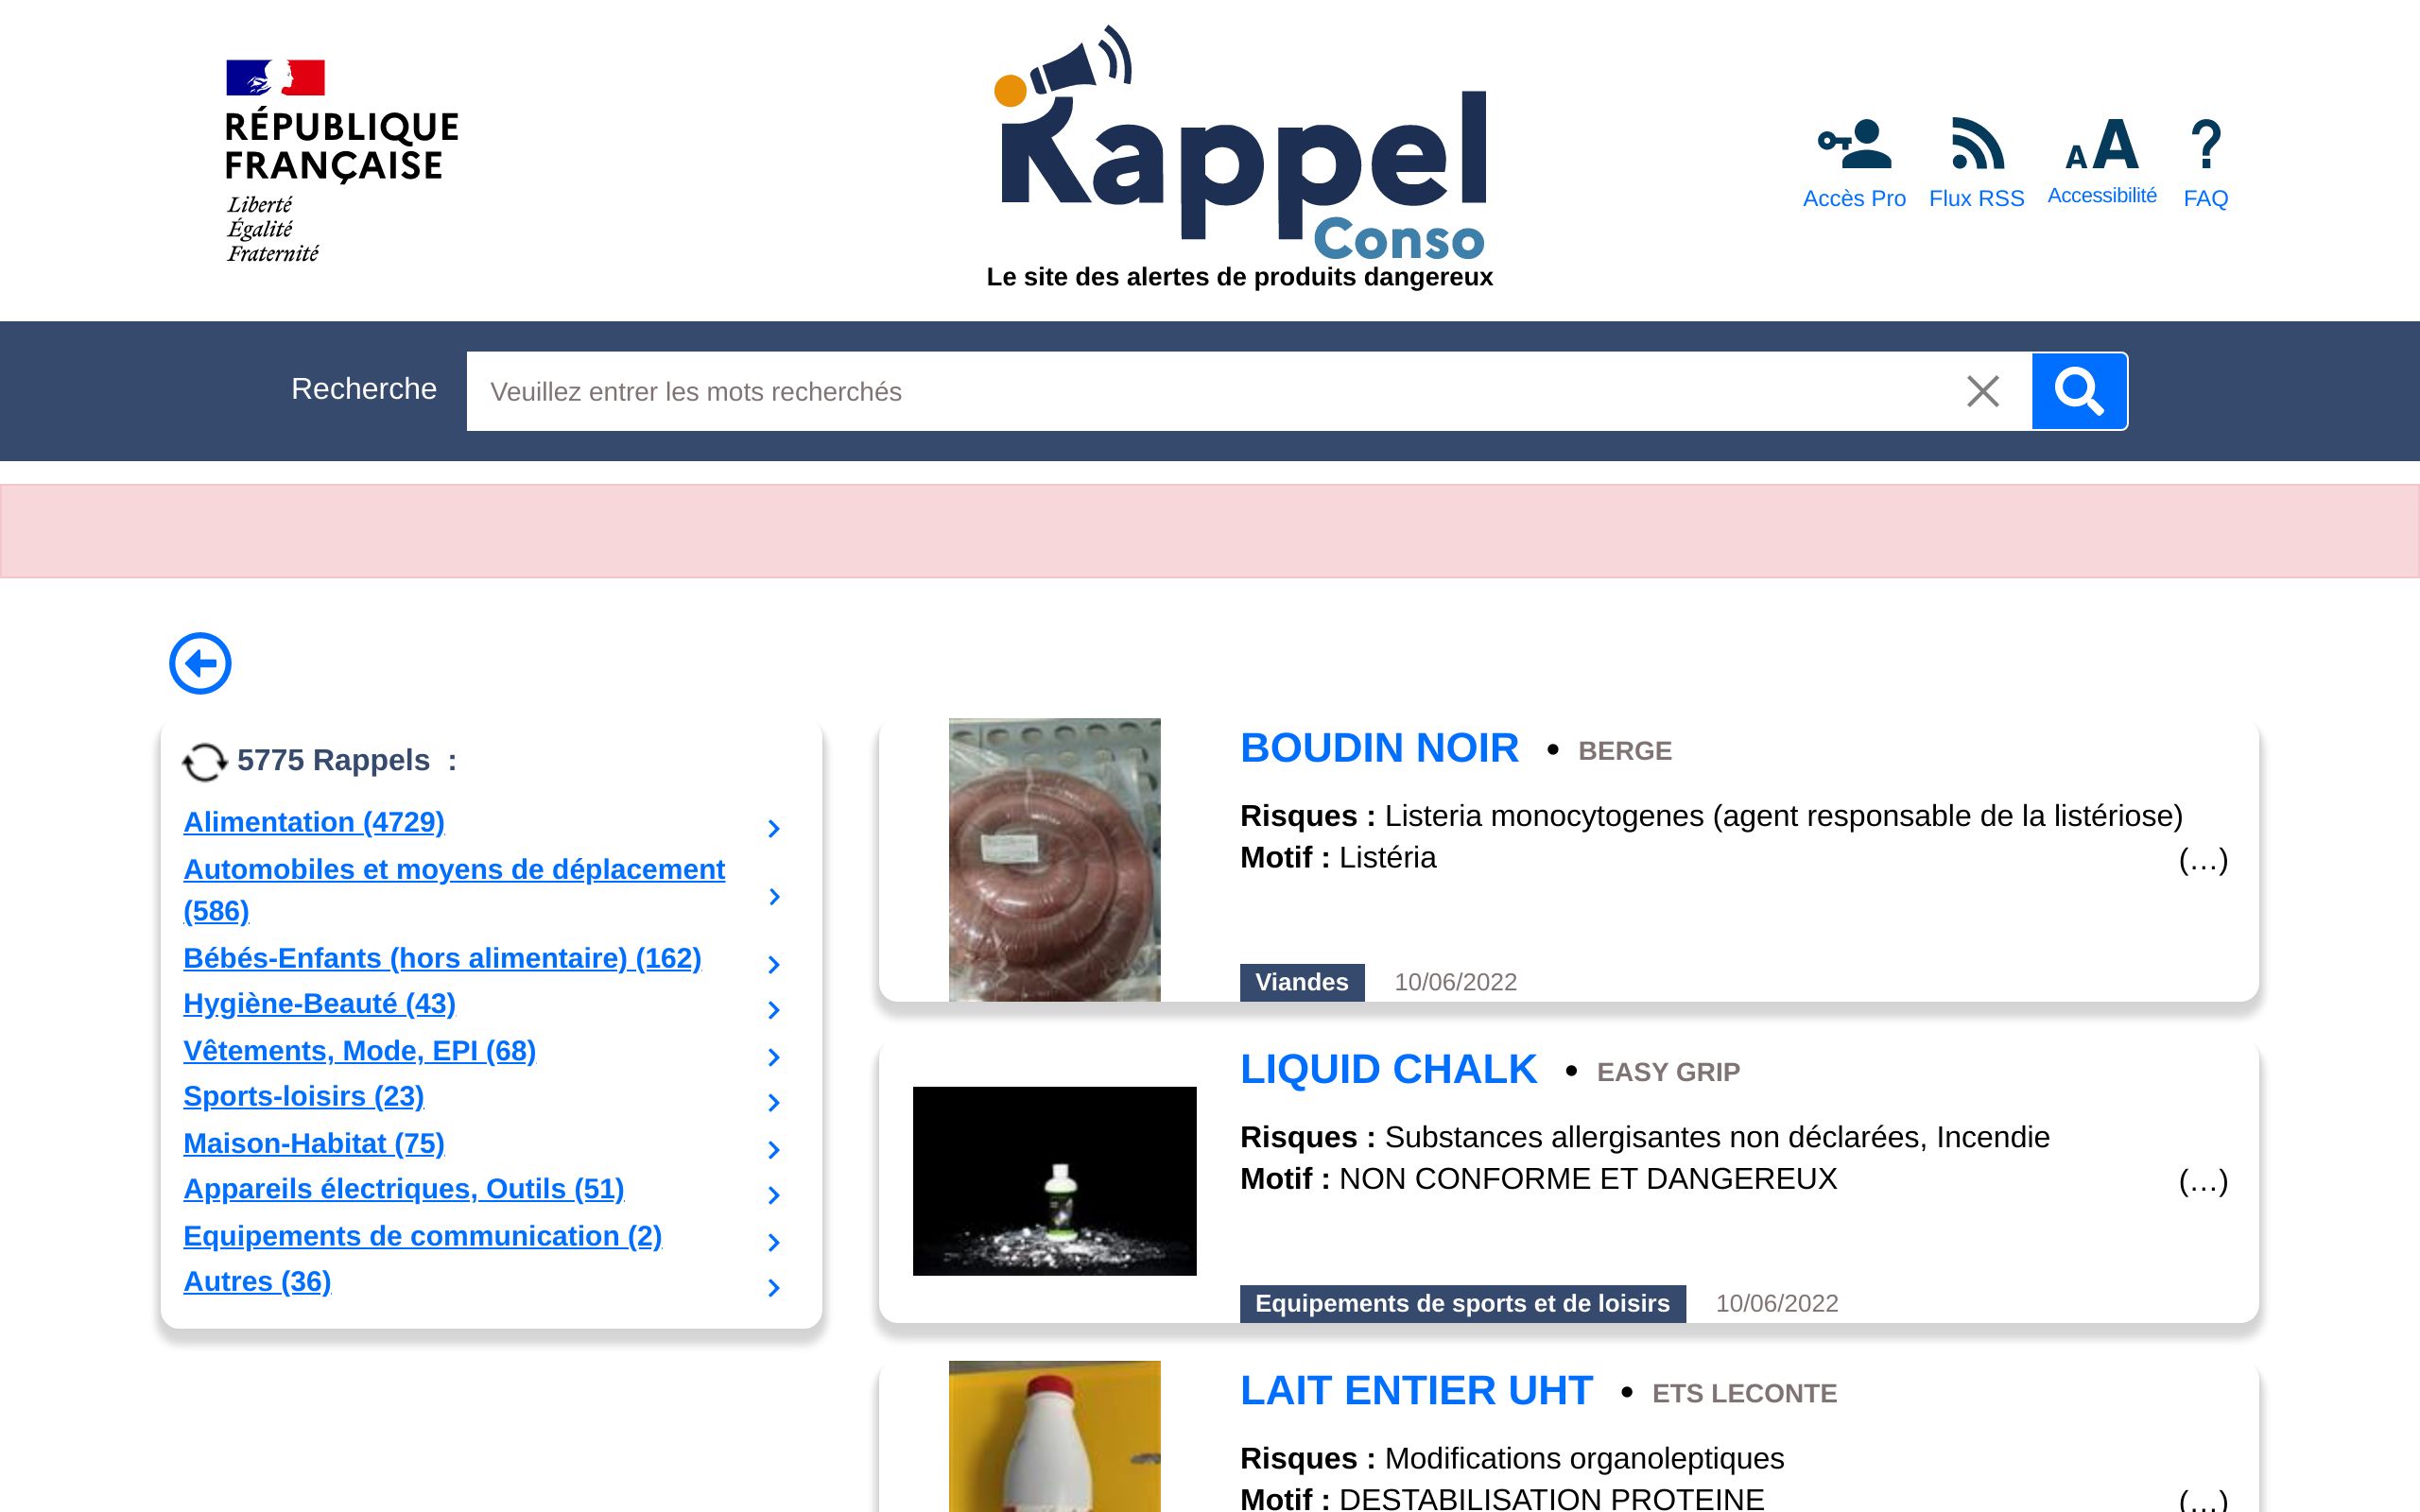 RÉPUBLIQUE
FRANÇAISE
Liberté
Égalité
Fraternité
Rappel
Conso
Le site des alertes de produits dangereux
Accès Pro
Flux RSS
AA
Accessibilité
?
FAQ
Recherche
Veuillez entrer les mots recherchés
5775 Rappels :
Alimentation (4729)
Automobiles et moyens de déplacement
(586)
Bébés-Enfants (hors alimentaire) (162)
Hygiène-Beauté (43)
Vêtements, Mode, EPI (68)
Sports-loisirs (23)
Maison-Habitat (75)
Appareils électriques, Outils (51)
Equipements de communication (2)
Autres (36)
BOUDIN NOIR • BERGE
Risques : Listeria monocytogenes (agent responsable de la listériose)
Motif : Listéria
(…)
Viandes 10/06/2022
LIQUID CHALK • EASY GRIP
Risques : Substances allergisantes non déclarées, Incendie
Motif : NON CONFORME ET DANGEREUX
(…)
Equipements de sports et de loisirs 10/06/2022
LAIT ENTIER UHT • ETS LECONTE
Risques : Modifications organoleptiques
Motif : DESTABILISATION PROTEINE
(…)